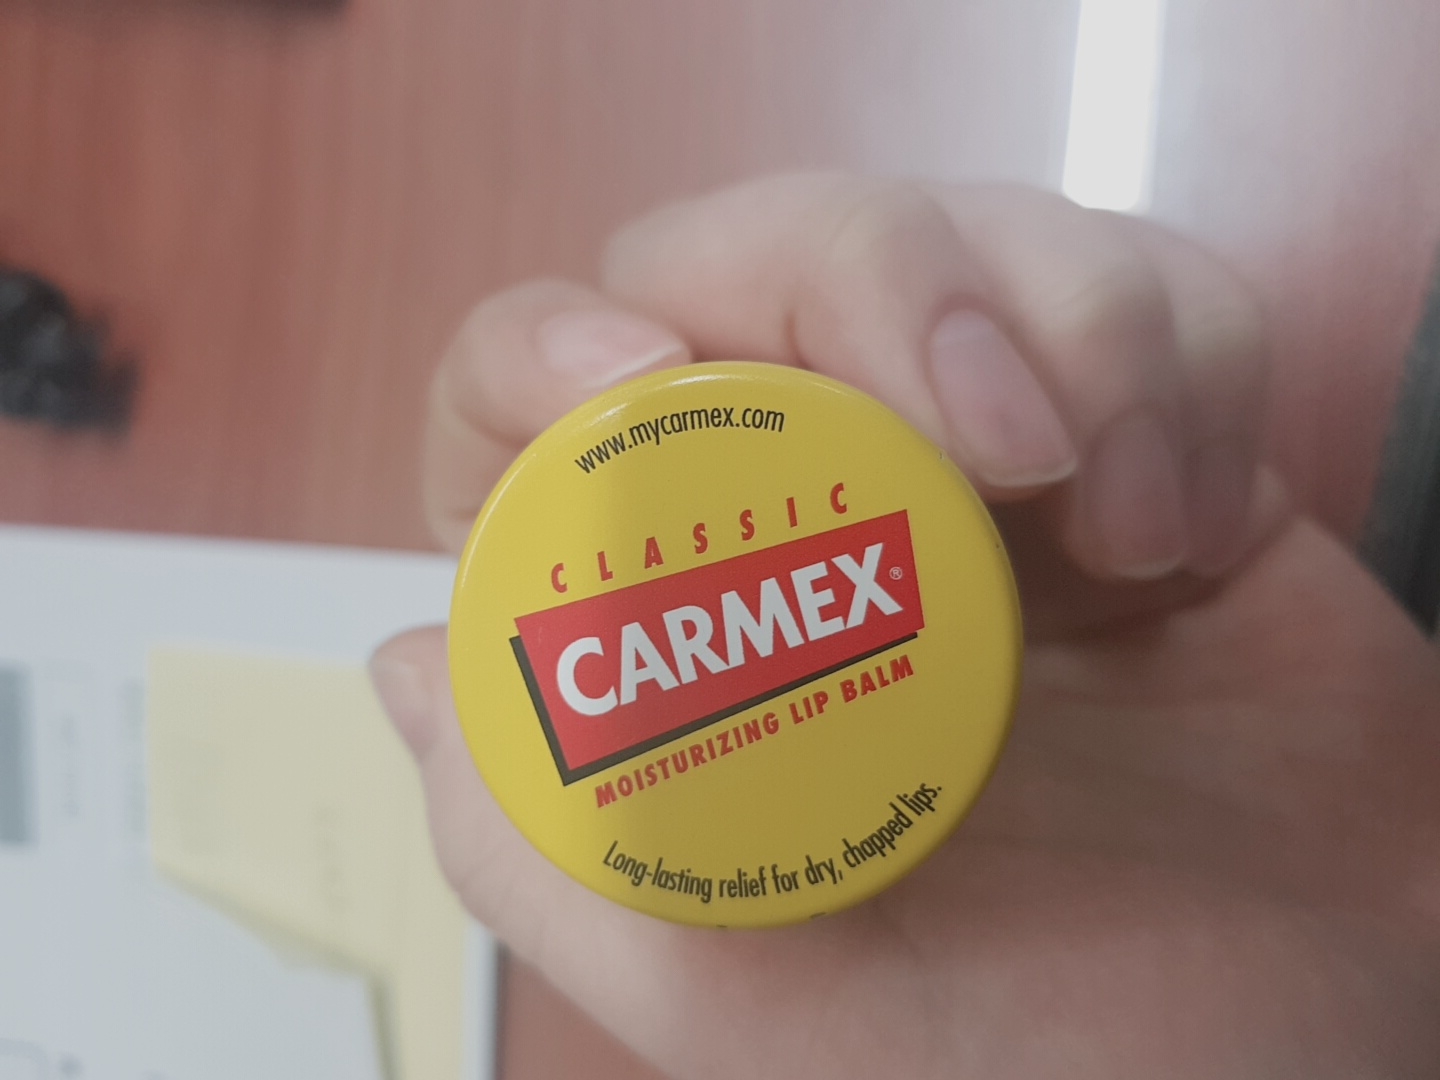 www.mycarmex.com
CLASSIC
CARMEX®
MOISTURIZING LIP BALM
Long-lasting relief for dry, chapped lips.